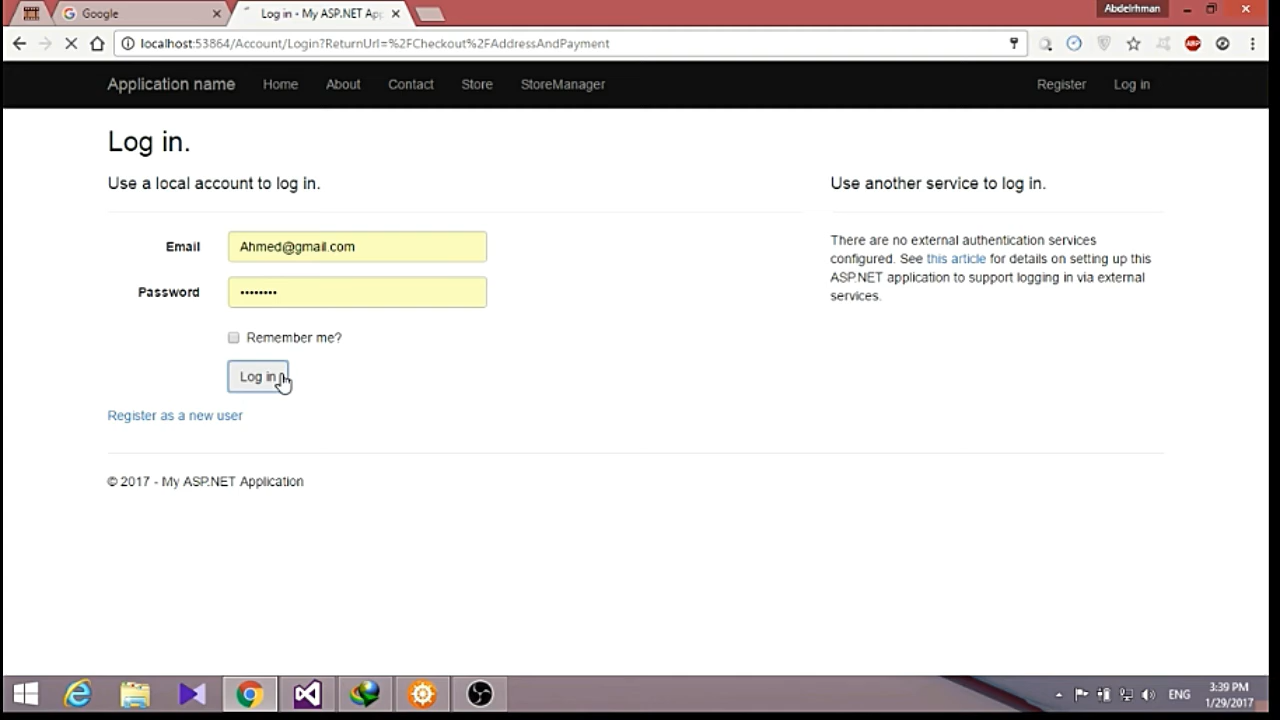 Google
Log in - My ASP.NET Ap
Abdelrhman
localhost:53864/Account/Login?ReturnUrl=%2FCheckout%2FAddressAndPayment
ABP
Application name Home About Contact Store StoreManager Register Log in
Log in.
Use a local account to log in.
Email Ahmed@gmail.com
Password ••••••••
Remember me?
Log in
Register as a new user
Use another service to log in.
There are no external authentication services
configured. See this article for details on setting up this
ASP.NET application to support logging in via external
services.
© 2017 - My ASP.NET Application
ENG
3:39 PM
1/29/2017